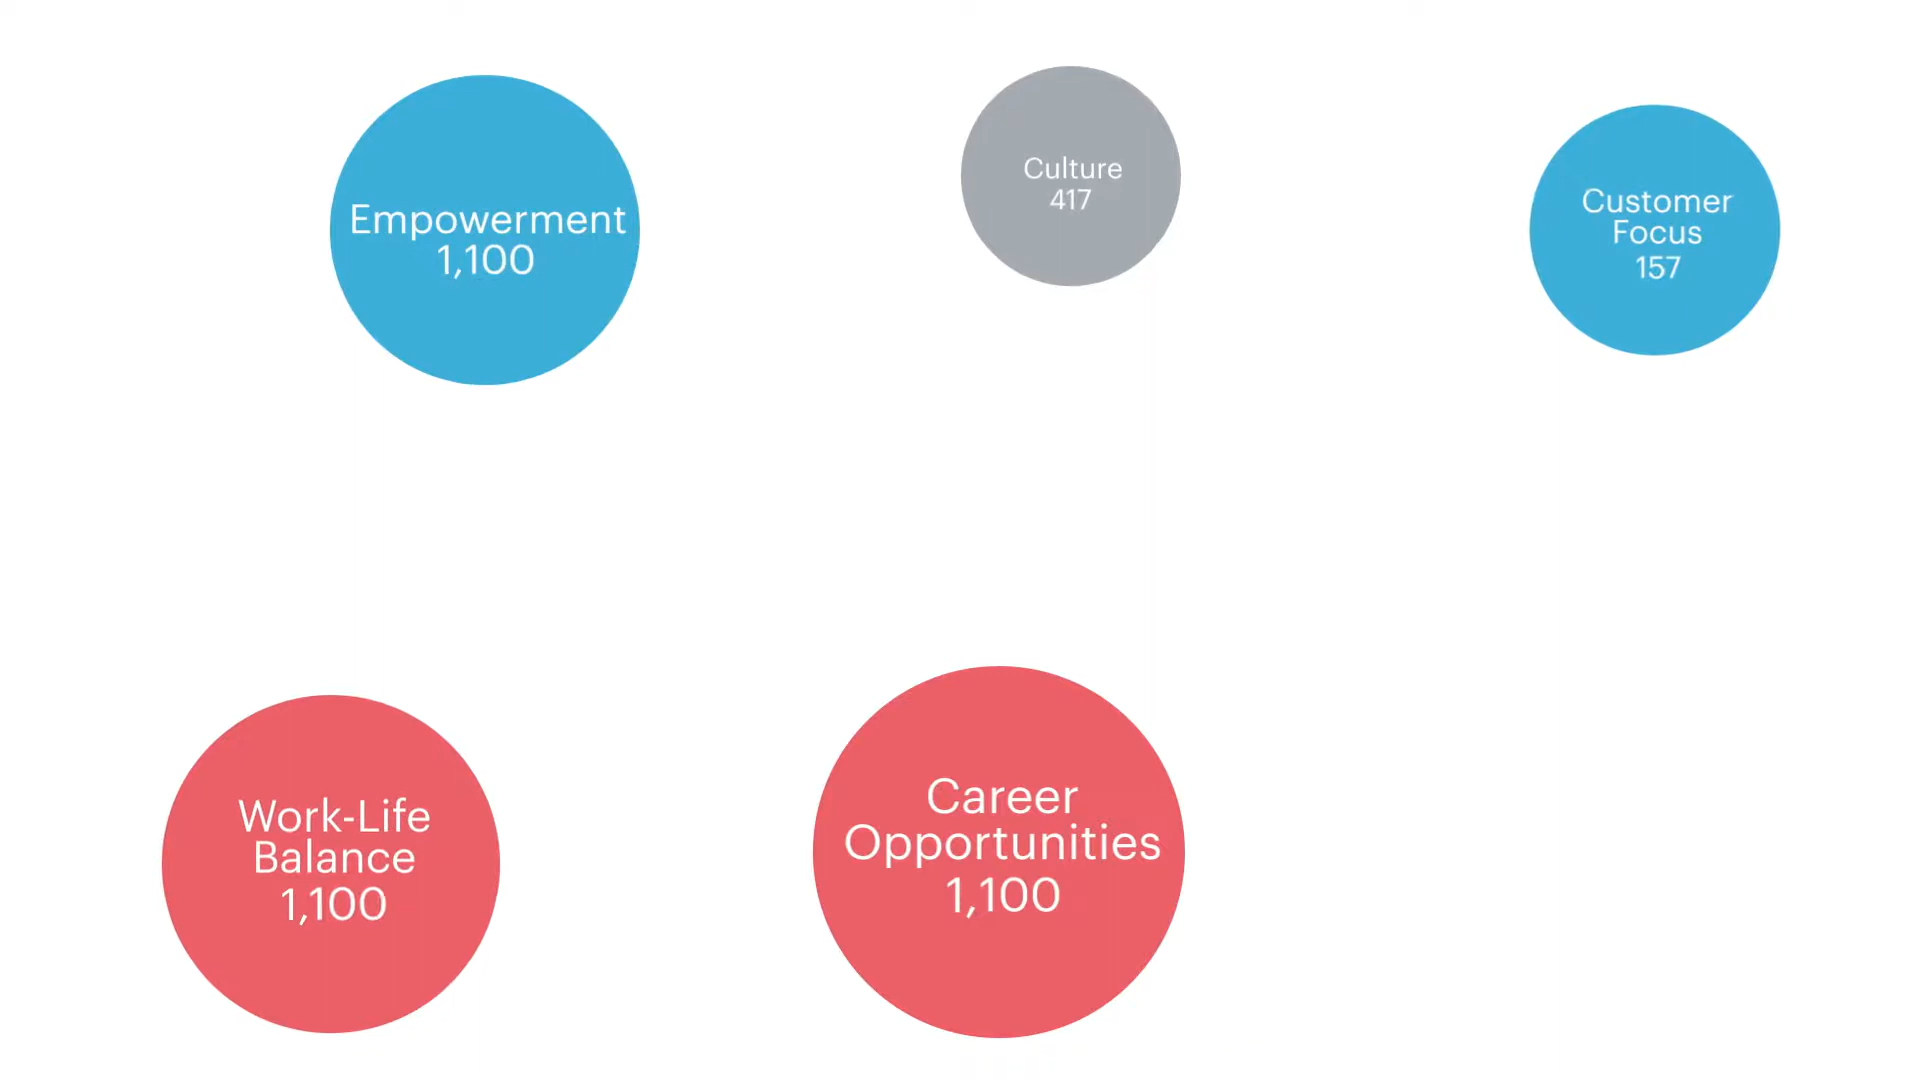 Empowerment
1,100
Culture
417
Customer
Focus
157
Work-Life
Balance
1,100
Career
Opportunities
1,100